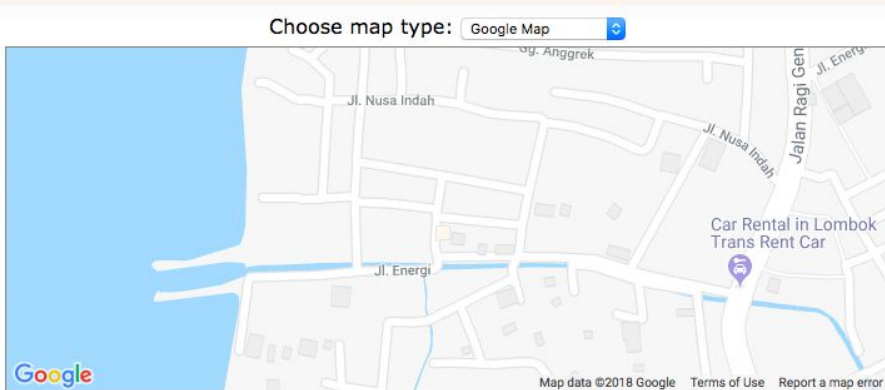 Choose map type: Google Map
Gg. Anggrek
Jl. Energi
Jl. Nusa Indah
Jalan Ragi Gen
Jl. Nusa Indah
Car Rental in Lombok
Trans Rent Car
Jl. Energi
Google
Map data ©2018 Google Terms of Use Report a map error